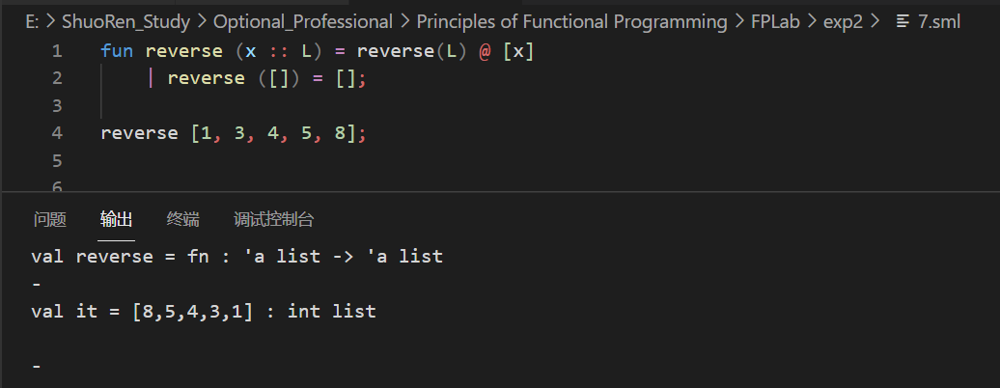 E: > ShuoRen_Study > Optional_Professional > Principles of Functional Programming > FPLab > exp2 > 7.sml
1 fun reverse (x :: L) = reverse(L) @ [x]
2 | reverse ([]) = [];
3
4 reverse [1, 3, 4, 5, 8];
5
6
问题 输出 终端 调试控制台
val reverse = fn : 'a list -> 'a list
-
val it = [8,5,4,3,1] : int list
-